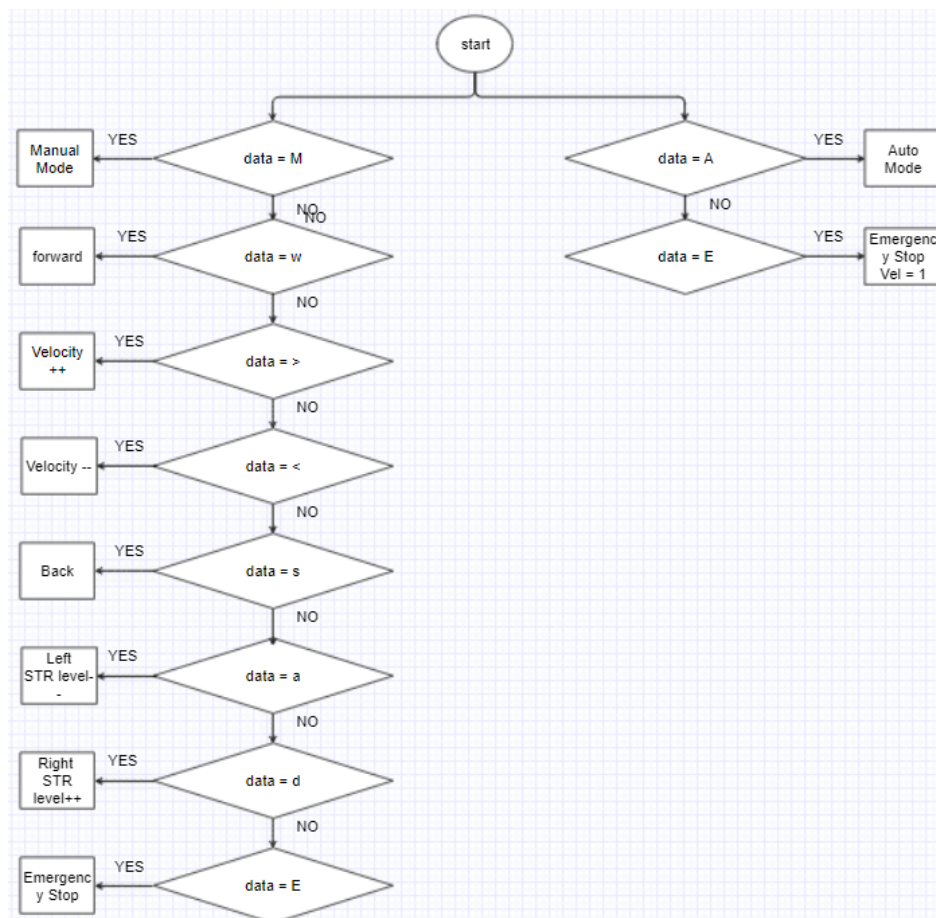 start
YES
data = M
Manual
Mode
NO
NO
data = A
YES
Auto
Mode
NO
YES
data = w
forward
NO
data = E
YES
Emergenc
y Stop
Vel = 1
YES
data = >
Velocity
++
NO
YES
data = <
Velocity --
NO
YES
data = s
Back
NO
YES
data = a
Left
STR level-
-
NO
YES
data = d
Right
STR
level++
NO
YES
data = E
Emergenc
y Stop